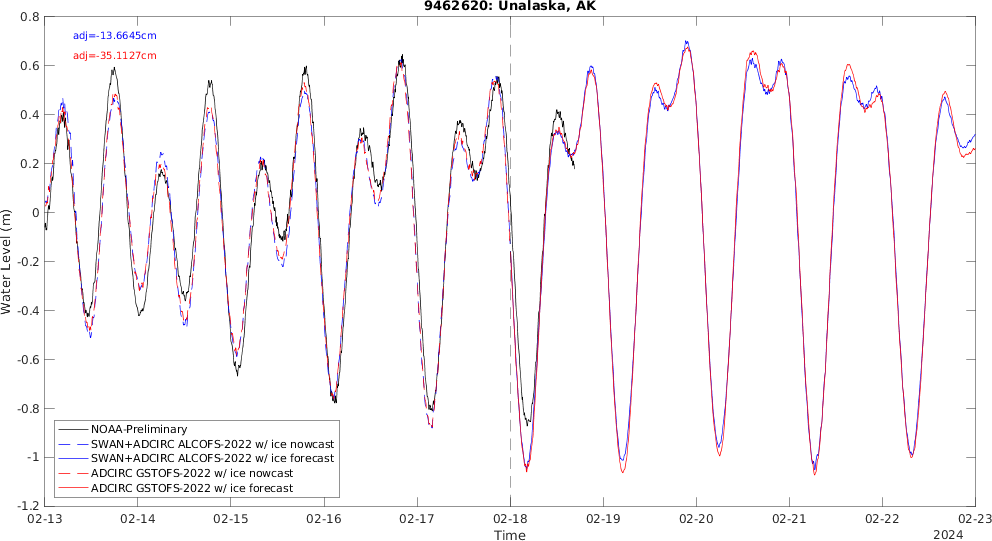 9462620: Unalaska, AK
adj=-13.6645cm
adj=-35.1127cm
0.8
0.6
0.4
0.2
0
-0.2
-0.4
-0.6
-0.8
-1
-1.2
Water Level (m)
NOAA-Preliminary
SWAN+ADCIRC ALCOFS-2022 w/ ice nowcast
SWAN+ADCIRC ALCOFS-2022 w/ ice forecast
ADCIRC GSTOFS-2022 w/ ice nowcast
ADCIRC GSTOFS-2022 w/ ice forecast
02-13 02-14 02-15 02-16 02-17 02-18 02-19 02-20 02-21 02-22 02-23
Time
2024